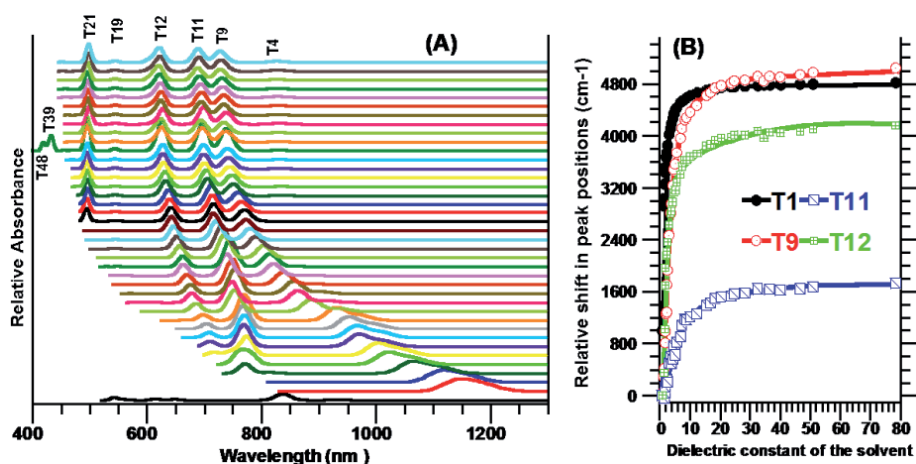 T21 T19 T12 T11 T9 T4
(A)
T39
T48
Relative Absorbance
400 600 800 1000 1200
Wavelength (nm)
(B)
Relative shift in peak positions (cm-1)
4800
4000
3200
2400
1600
800
0
T1 T11
T9 T12
0 10 20 30 40 50 60 70 80
Dielectric constant of the solvent